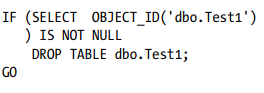 IF (SELECT  OBJECT_ID('dbo.Test1')
   ) IS NOT NULL
    DROP TABLE dbo.Test1;
GO